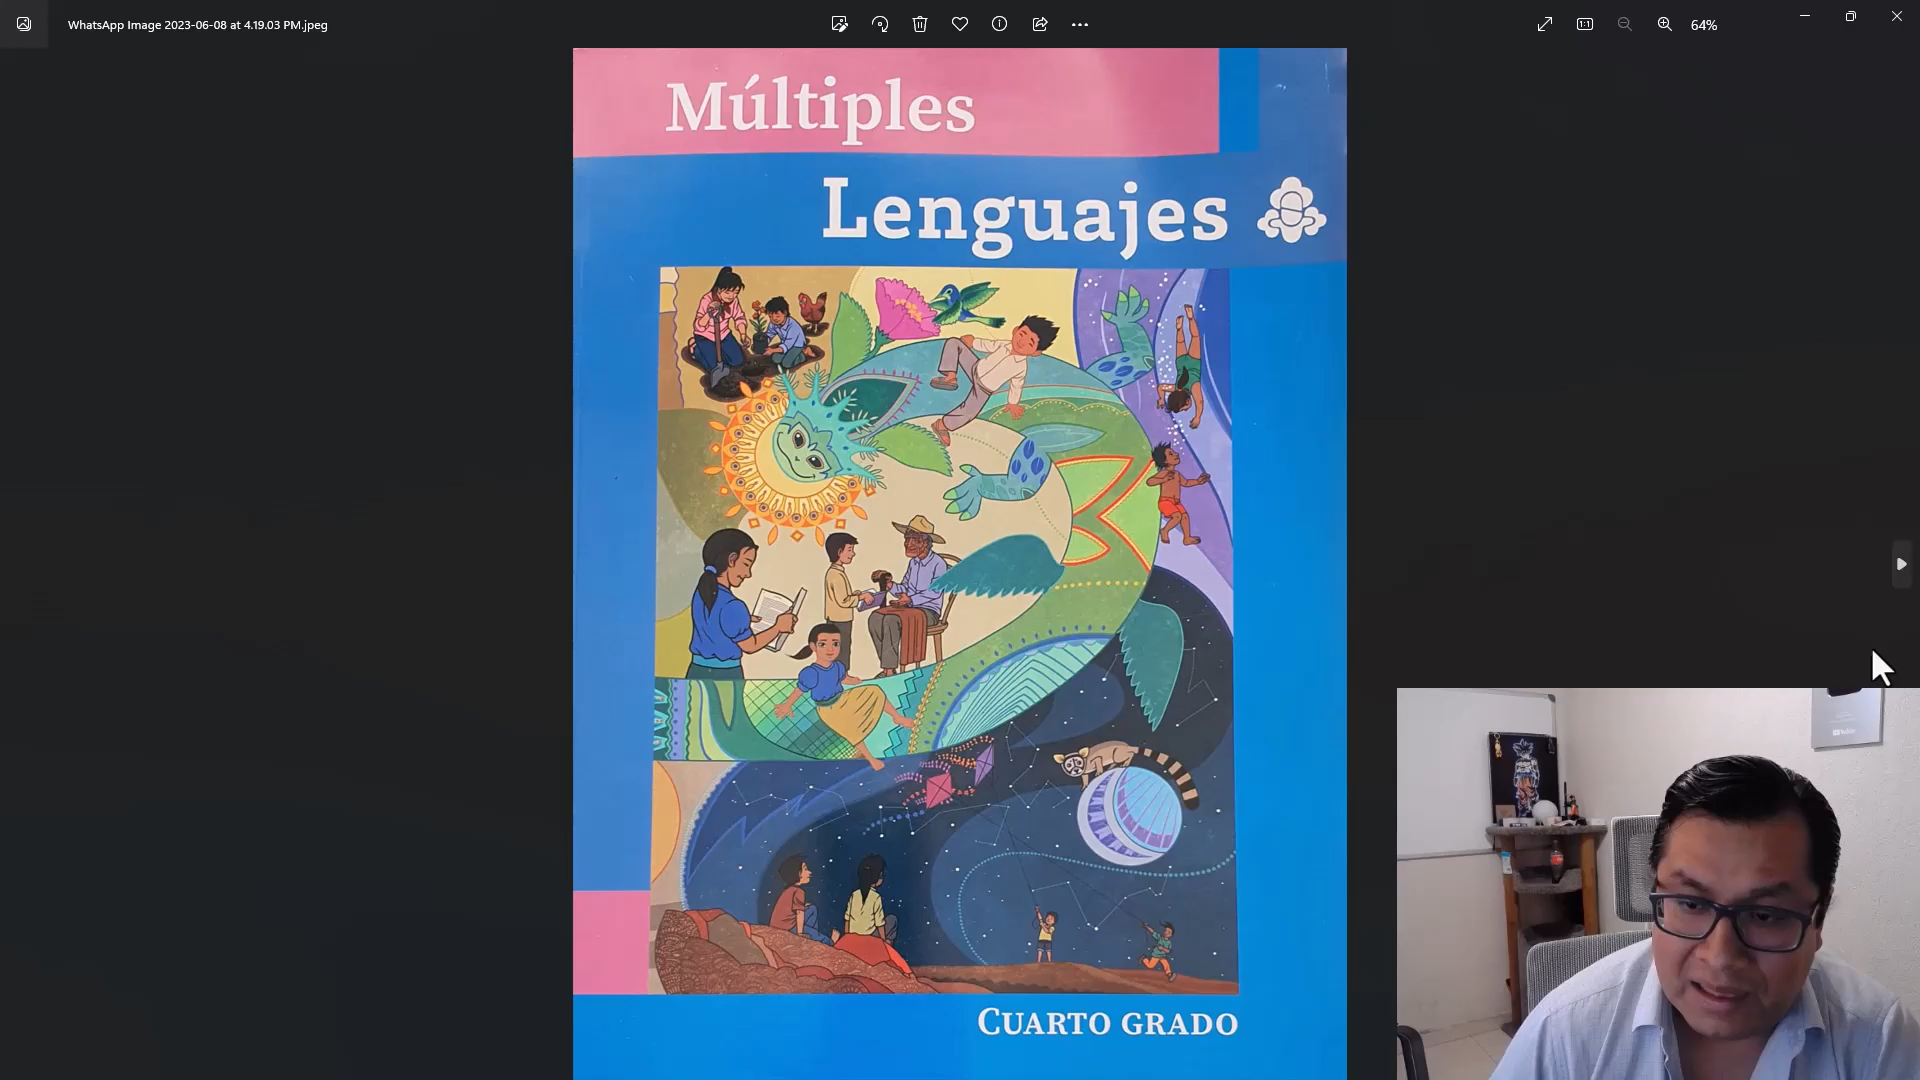 WhatsApp Image 2023-06-08 at 4.19.03 PM.jpeg
64%
Múltiples
Lenguajes
CUARTO GRADO